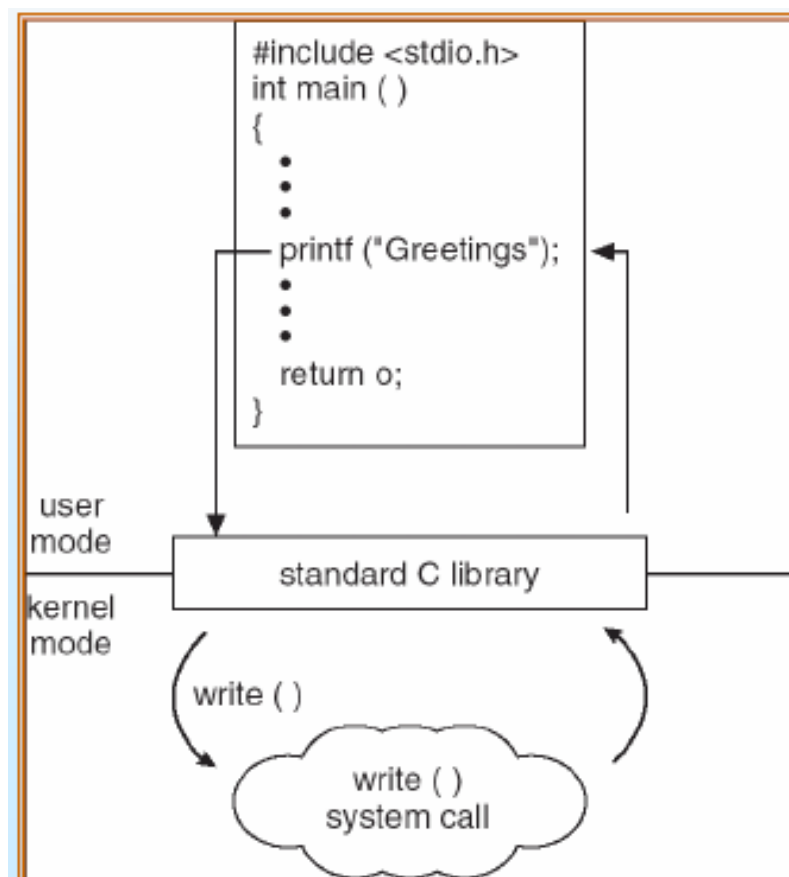 #include <stdio.h>
int main ( )
{
•
•
•
printf ("Greetings");
•
•
•
return o;
}
user
mode
standard C library
kernel
mode
write ( )
write ( )
system call